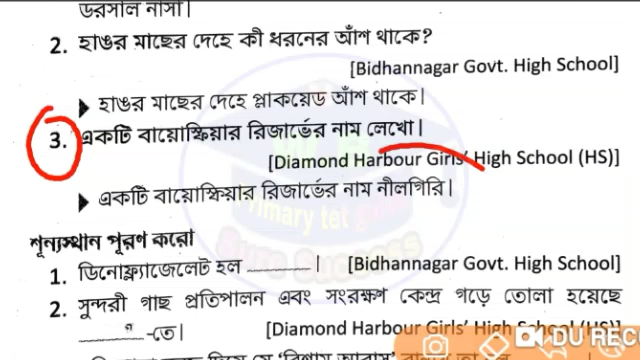 ডরসাল নার্সা।
2. হাঙর মাছের দেহে কী ধরনের আঁশ থাকে?
[Bidhannagar Govt. High School]
▶ হাঙর মাছের দেহে প্লাকয়েড আঁশ থাকে।
3. একটি বায়োস্ফিয়ার রিজার্ভের নাম লেখো।
[Diamond Harbour Girls' High School (HS)]
▶ একটি বায়োস্ফিয়ার রিজার্ভের নাম নীলগিরি।
শূন্যস্থান পূরণ করো
1. ডিনোফ্ল্যাজেলেট হল ________। [Bidhannagar Govt. High School]
2. সুন্দরী গাছ প্রতিপালন এবং সংরক্ষণ কেন্দ্র গড়ে তোলা হয়েছে
________-তে। [Diamond Harbour Girls' High School (HS)]
DU REC